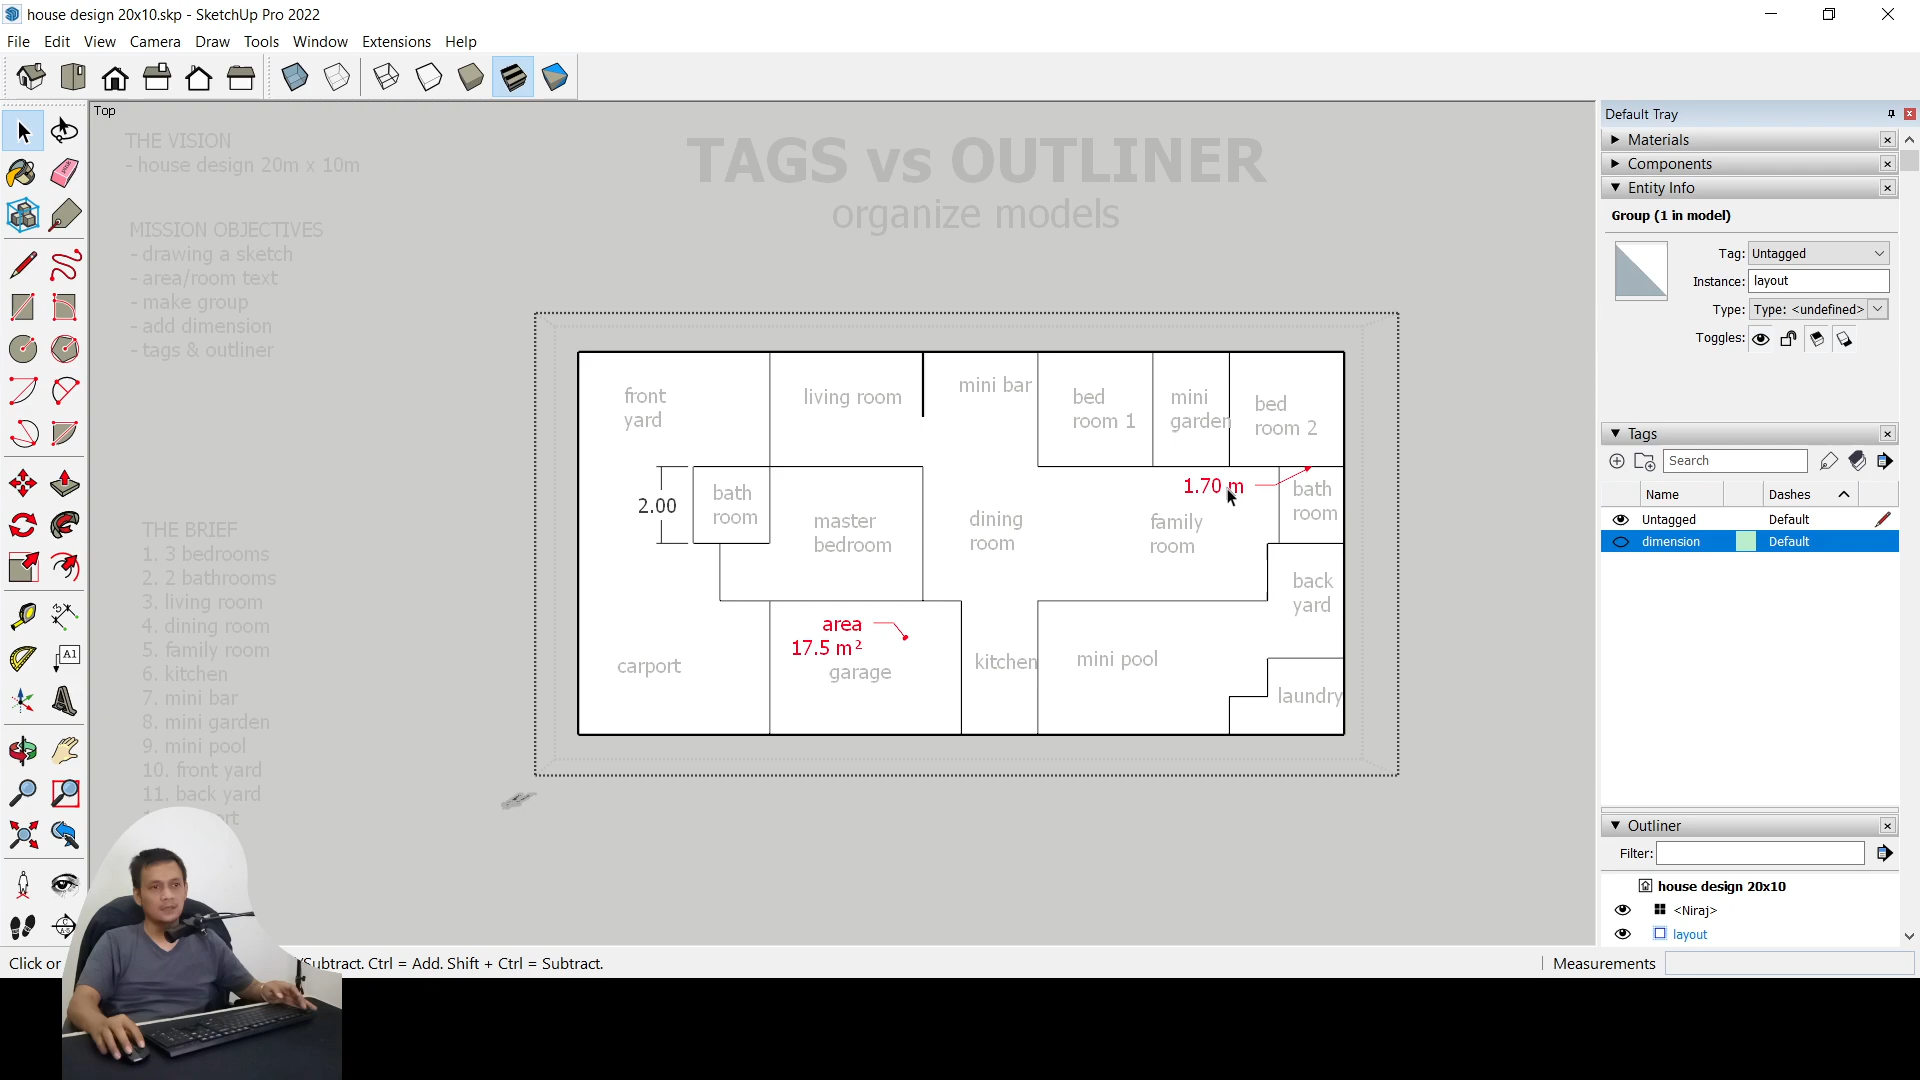 house design 20x10.skp - SketchUp Pro 2022
File Edit View Camera Draw Tools Window Extensions Help
Top
THE VISION
- house design 20m x 10m
MISSION OBJECTIVES
- drawing a sketch
- area/room text
- make group
- add dimension
- tags & outliner
THE BRIEF
1. 3 bedrooms
2. 2 bathrooms
3. living room
4. dining room
5. family room
6. kitchen
7. mini bar
8. mini garden
9. mini pool
10. front yard
11. back yard
TAGS vs OUTLINER
organize models
front
yard
living room
mini bar
bed
room 1
mini
garden
bed
room 2
2.00
bath
room
master
bedroom
dining
room
1.70 m
family
room
bath
room
back
yard
area
17.5 m²
garage
carport
kitchen
mini pool
laundry
A1
Default Tray
Materials
Components
Entity Info
Group (1 in model)
Tag: Untagged
Instance: layout
Type: Type: <undefined>
Toggles:
Tags
Search
Name Dashes
Untagged Default
dimension Default
Outliner
Filter:
house design 20x10
<Niraj>
layout
Click or
/Subtract. Ctrl = Add. Shift + Ctrl = Subtract.
Measurements